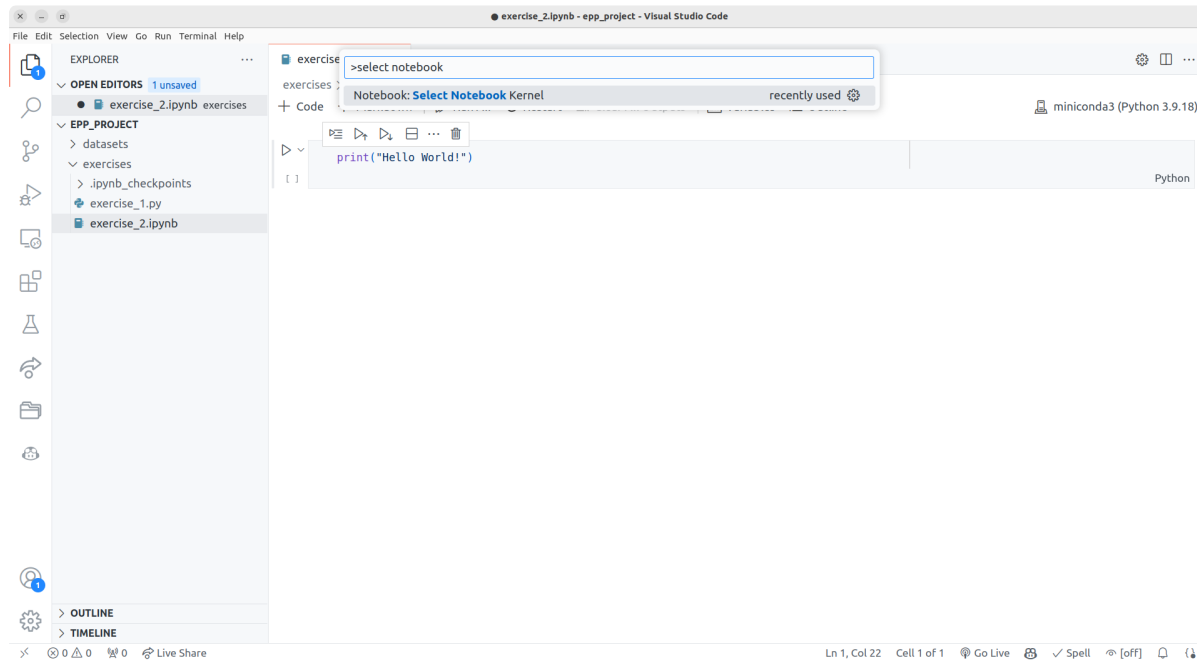 exercise_2.ipynb - epp_project - Visual Studio Code
File Edit Selection View Go Run Terminal Help
EXPLORER
OPEN EDITORS 1 unsaved
exercise_2.ipynb exercises
EPP_PROJECT
datasets
exercises
.ipynb_checkpoints
exercise_1.py
exercise_2.ipynb
OUTLINE
TIMELINE
exercise
>select notebook
Notebook: Select Notebook Kernel recently used
exercises
+ Code
miniconda3 (Python 3.9.18)
print("Hello World!")
[ ]
Python
1
1
0 0 0 Live Share
Ln 1, Col 22 Cell 1 of 1 Go Live Spell [off]